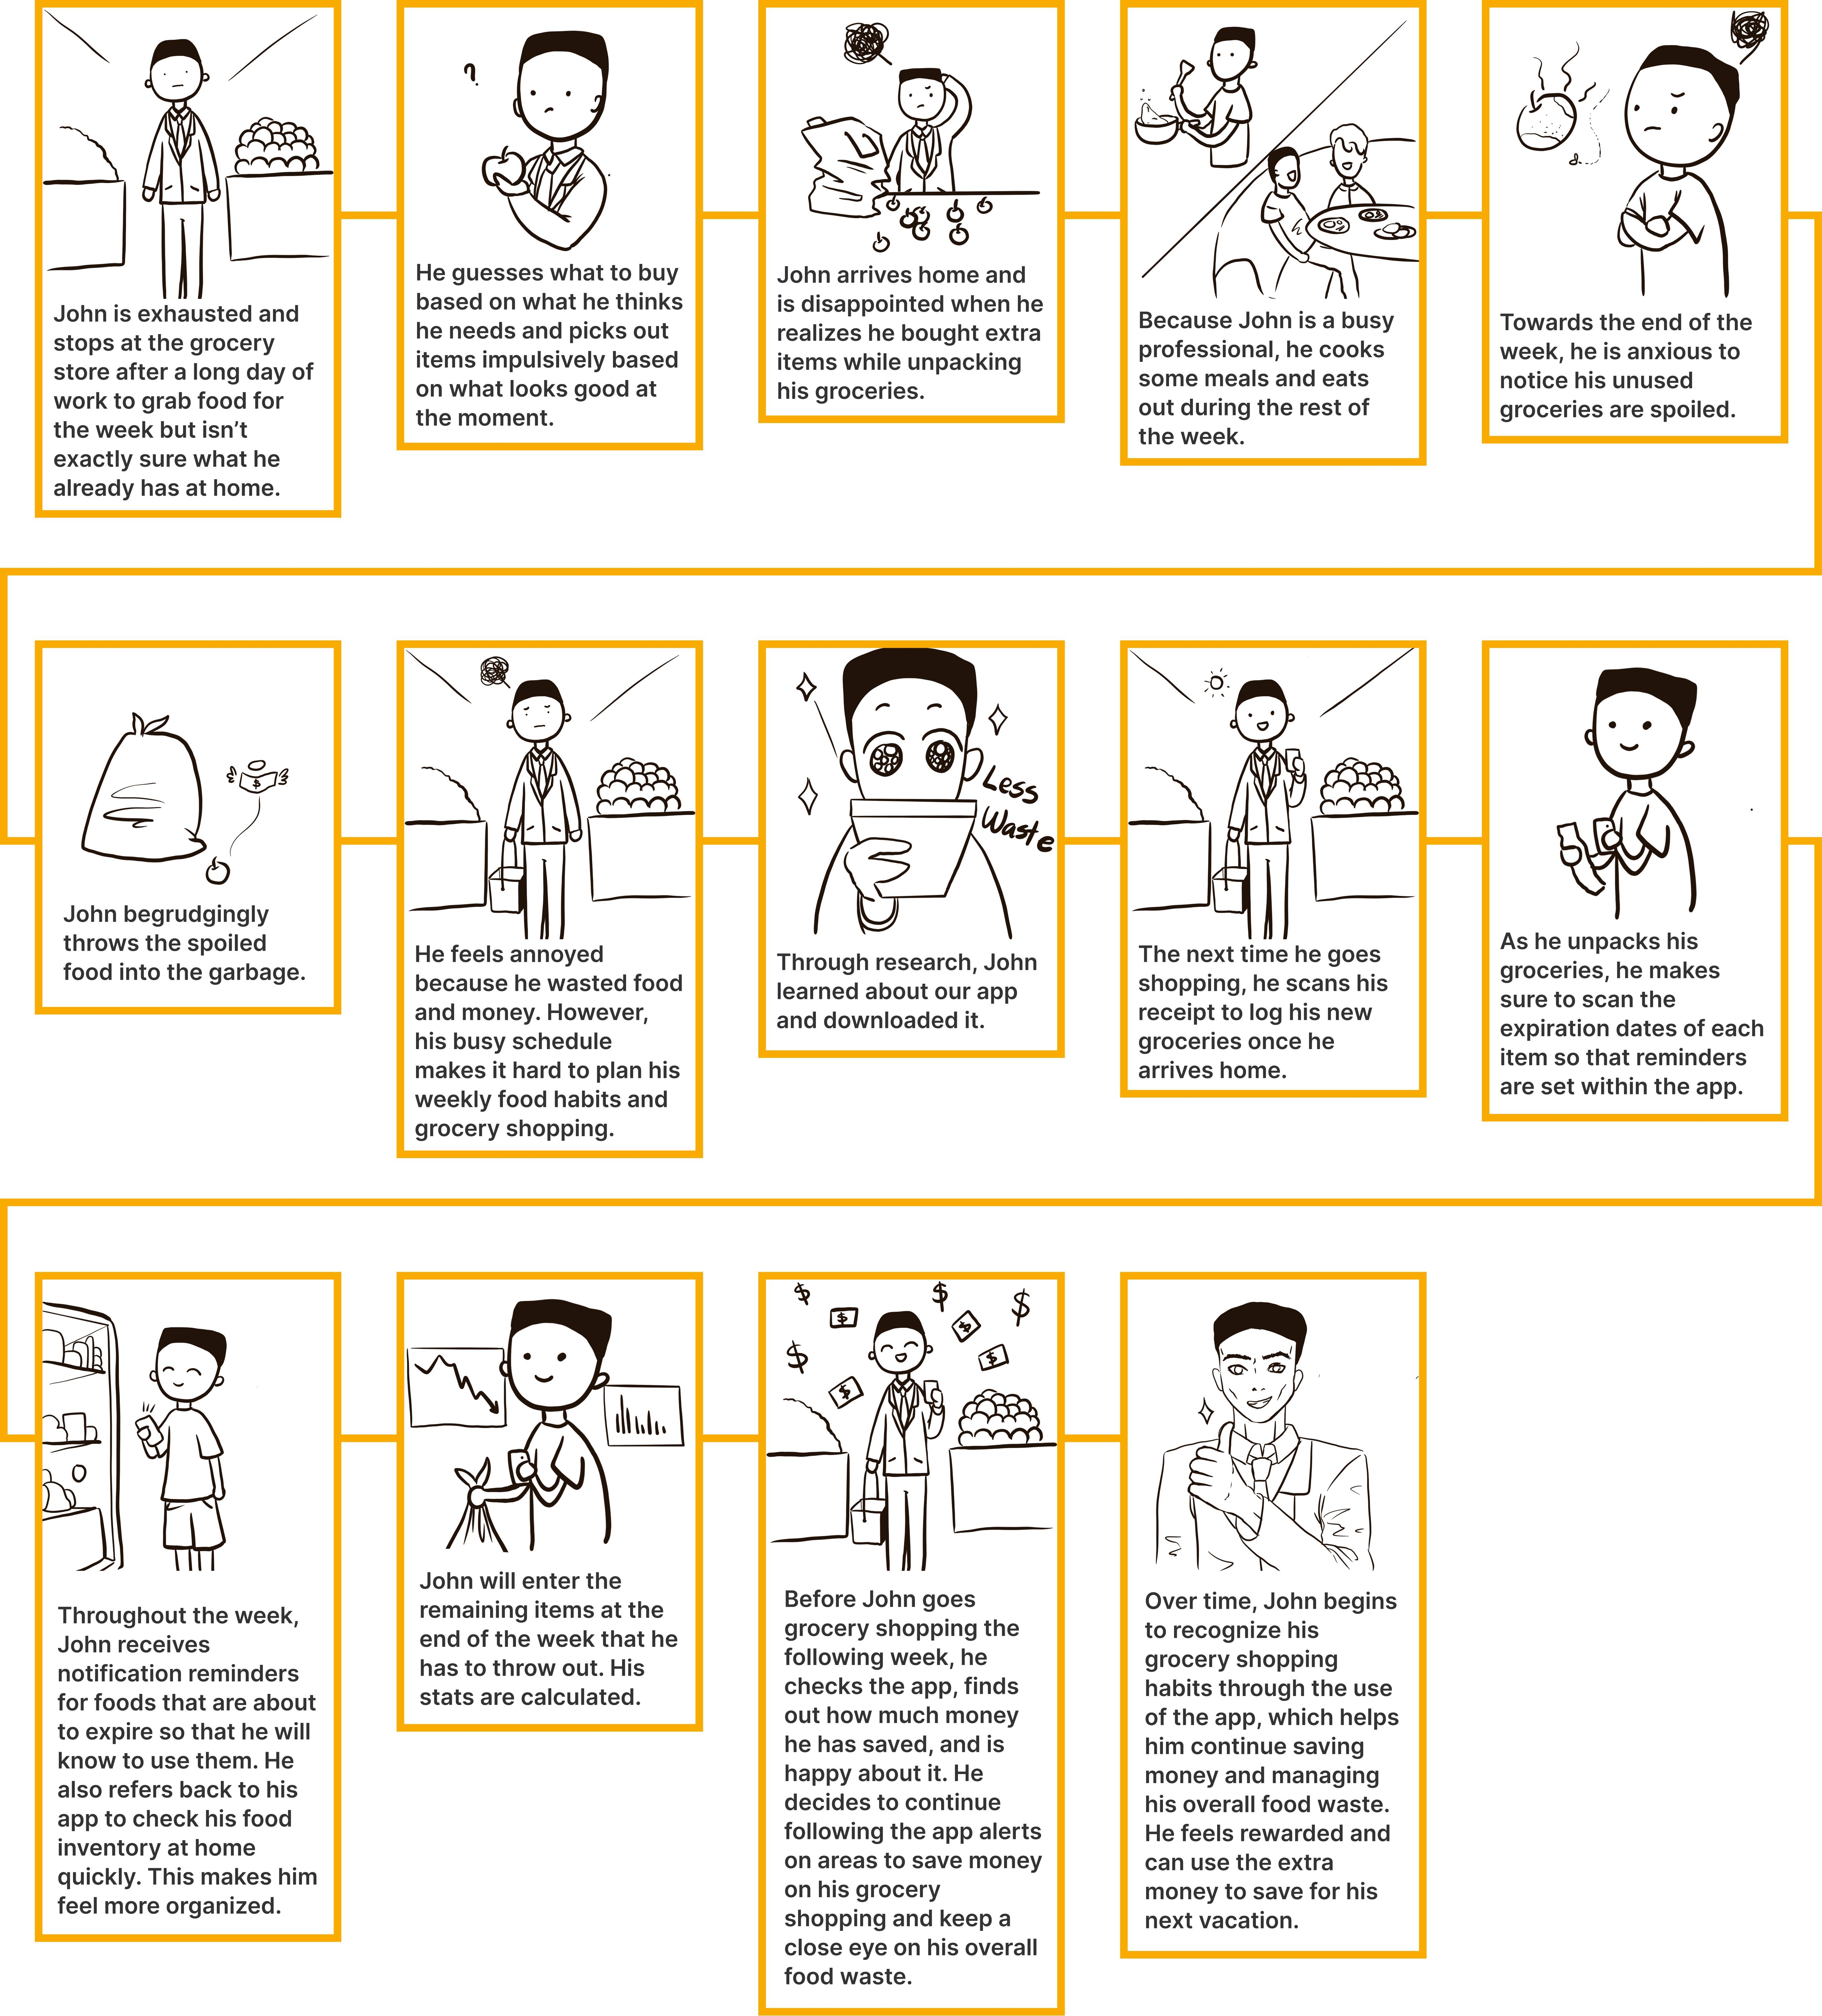 ?
John is exhausted and
stops at the grocery
store after a long day of
work to grab food for
the week but isn’t
exactly sure what he
already has at home.
He guesses what to buy
based on what he thinks
he needs and picks out
items impulsively based
on what looks good at
the moment.
John arrives home and
is disappointed when he
realizes he bought extra
items while unpacking
his groceries.
Because John is a busy
professional, he cooks
some meals and eats
out during the rest of
the week.
Towards the end of the
week, he is anxious to
notice his unused
groceries are spoiled.
$
John begrudgingly
throws the spoiled
food into the garbage.
He feels annoyed
because he wasted food
and money. However,
his busy schedule
makes it hard to plan his
weekly food habits and
grocery shopping.
Less
Waste
Through research, John
learned about our app
and downloaded it.
The next time he goes
shopping, he scans his
receipt to log his new
groceries once he
arrives home.
As he unpacks his
groceries, he makes
sure to scan the
expiration dates of each
item so that reminders
are set within the app.
Throughout the week,
John receives
notification reminders
for foods that are about
to expire so that he will
know to use them. He
also refers back to his
app to check his food
inventory at home
quickly. This makes him
feel more organized.
John will enter the
remaining items at the
end of the week that he
has to throw out. His
stats are calculated.
$ $ $ $
$ $ $ $
Before John goes
grocery shopping the
following week, he
checks the app, finds
out how much money
he has saved, and is
happy about it. He
decides to continue
following the app alerts
on areas to save money
on his grocery
shopping and keep a
close eye on his overall
food waste.
Over time, John begins
to recognize his
grocery shopping
habits through the use
of the app, which helps
him continue saving
money and managing
his overall food waste.
He feels rewarded and
can use the extra
money to save for his
next vacation.